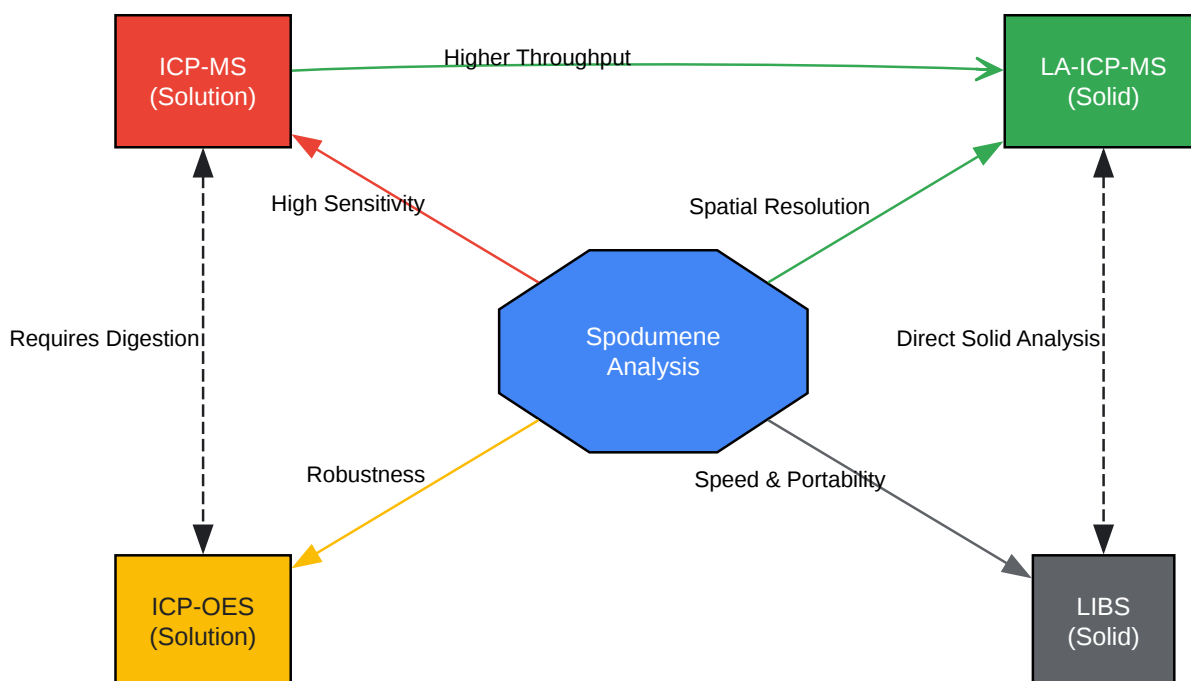 Higher Throughput
ICP-MS
(Solution)
LA-ICP-MS
(Solid)
High Sensitivity
Spatial Resolution
Requires Digestion
Spodumene
Analysis
Direct Solid Analysis
Robustness
Speed & Portability
ICP-OES
(Solution)
LIBS
(Solid)